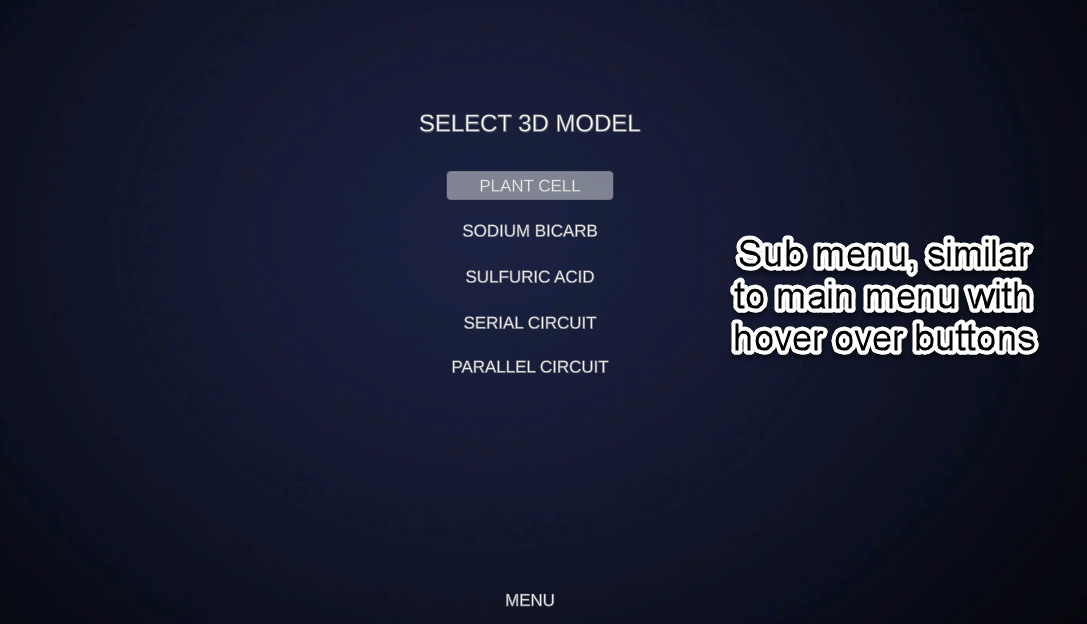 SELECT 3D MODEL
PLANT CELL
SODIUM BICARB
SULFURIC ACID
SERIAL CIRCUIT
PARALLEL CIRCUIT
Sub menu, similar
to main menu with
hover over buttons
MENU